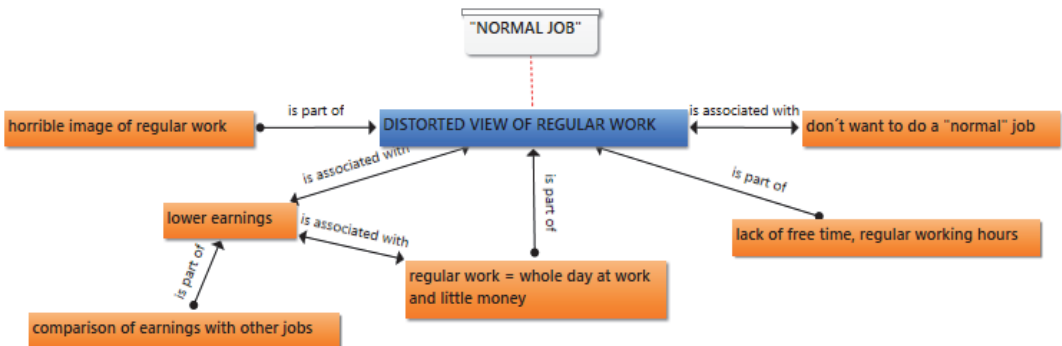 "NORMAL JOB"
is part of
is associated with
horrible image of regular work
DISTORTED VIEW OF REGULAR WORK
don´t want to do a "normal" job
is associated with
is part of
is part of
lower earnings
is associated with
lack of free time, regular working hours
is part of
regular work = whole day at work
and little money
comparison of earnings with other jobs